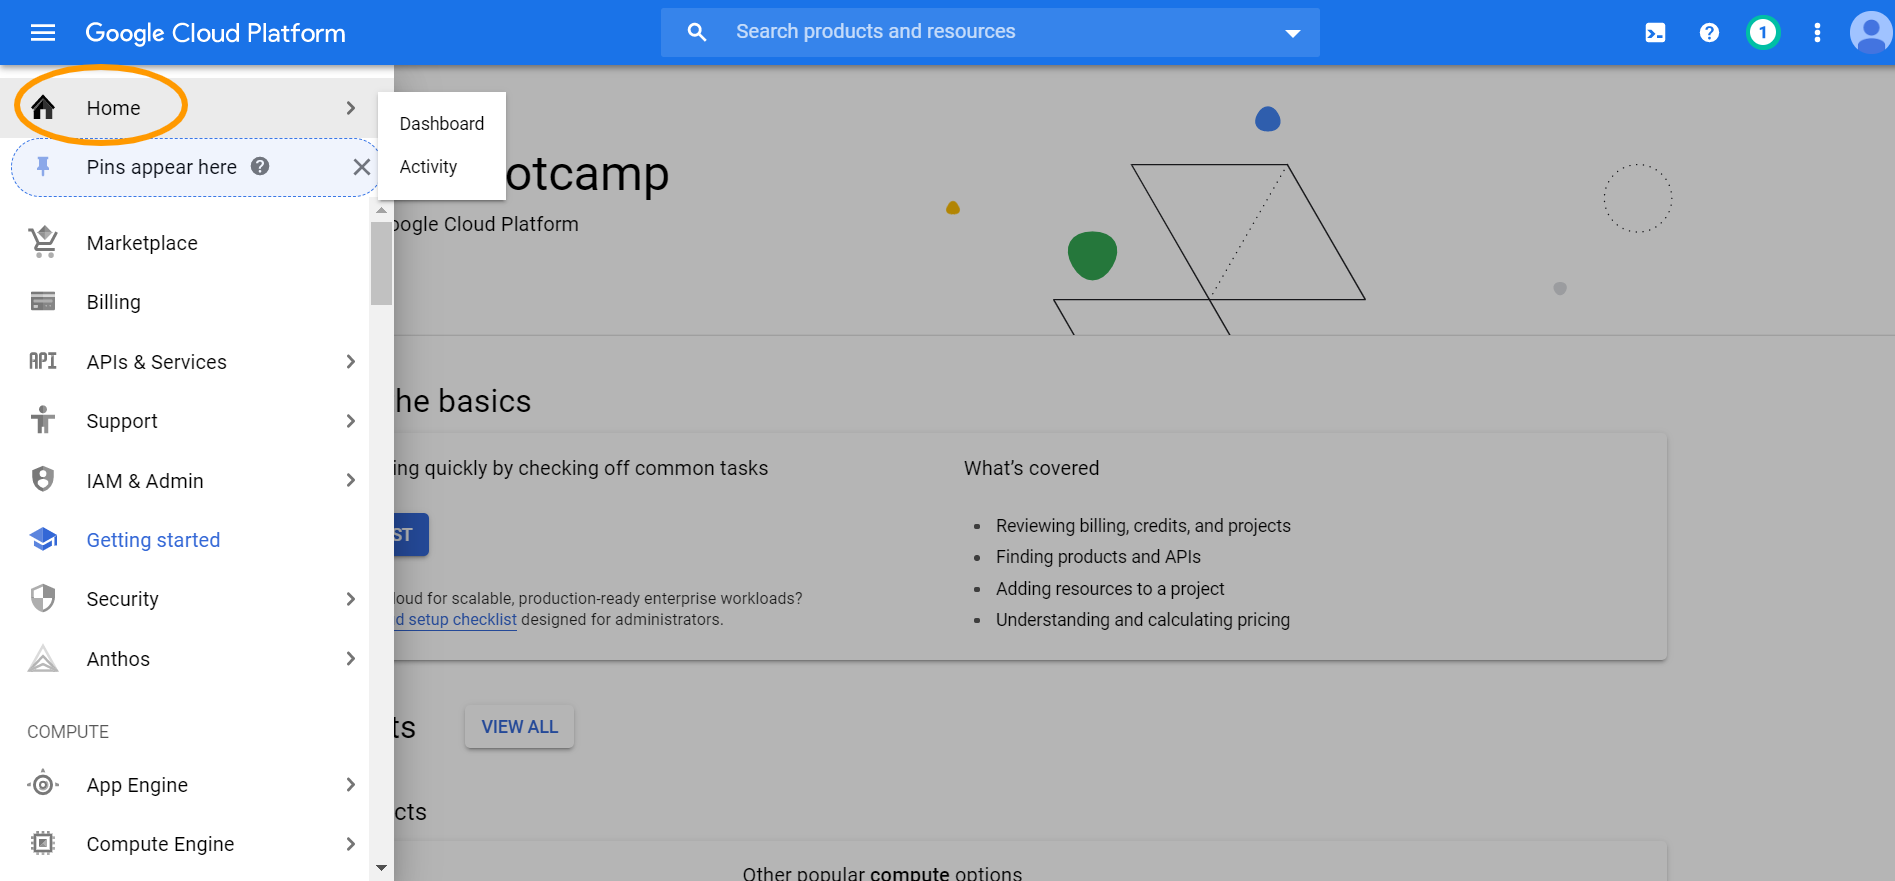 Google Cloud Platform
Search products and resources
1
Home
Dashboard
Activity
Pins appear here
otcamp
oogle Cloud Platform
Marketplace
Billing
API APIs & Services
Support
IAM & Admin
Getting started
Security
Anthos
COMPUTE
App Engine
Compute Engine
he basics
ing quickly by checking off common tasks
ST
loud for scalable, production-ready enterprise workloads?
d setup checklist designed for administrators.
What’s covered
Reviewing billing, credits, and projects
Finding products and APIs
Adding resources to a project
Understanding and calculating pricing
ts
VIEW ALL
cts
Other popular compute options